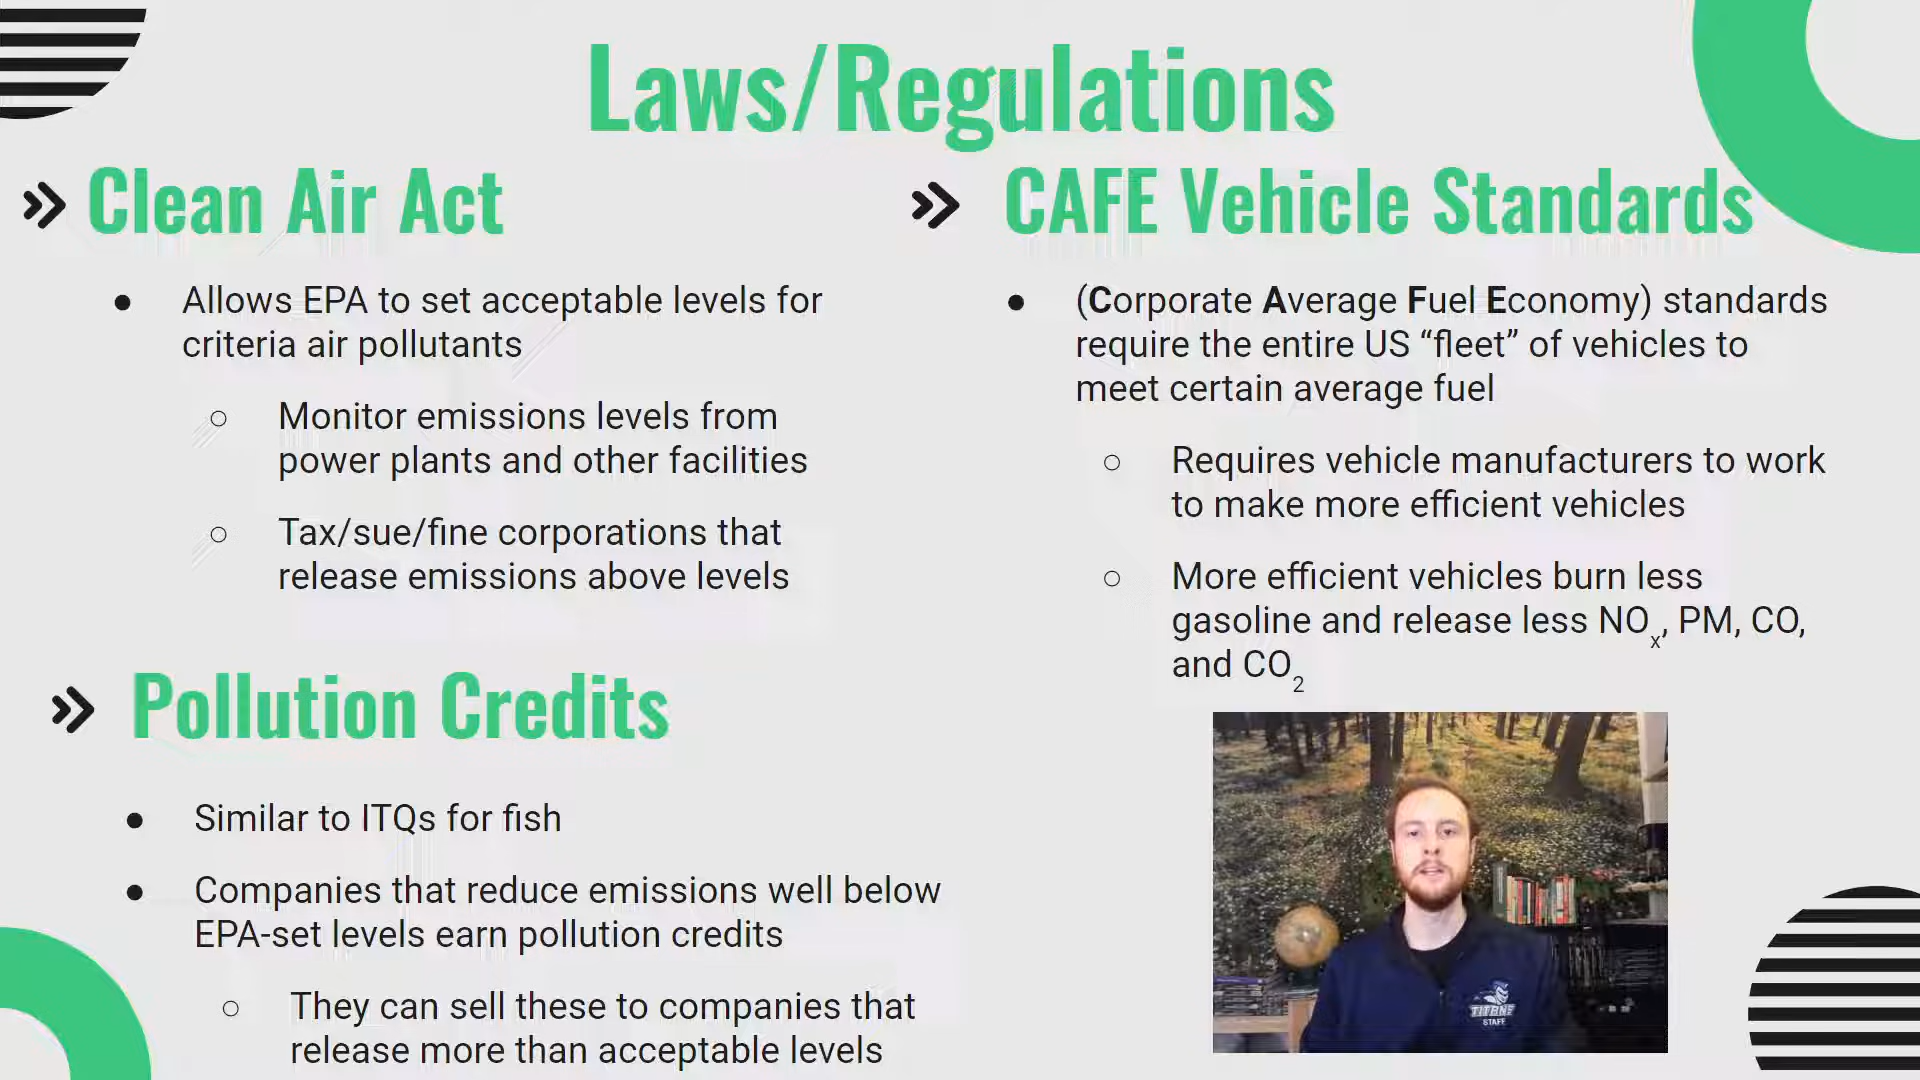 Laws/Regulations
Clean Air Act
Allows EPA to set acceptable levels for
criteria air pollutants
Monitor emissions levels from
power plants and other facilities
Tax/sue/fine corporations that
release emissions above levels
Pollution Credits
Similar to ITQs for fish
Companies that reduce emissions well below
EPA-set levels earn pollution credits
They can sell these to companies that
release more than acceptable levels
CAFE Vehicle Standards
(Corporate Average Fuel Economy) standards
require the entire US “fleet” of vehicles to
meet certain average fuel
Requires vehicle manufacturers to work
to make more efficient vehicles
More efficient vehicles burn less
gasoline and release less NOx, PM, CO,
and CO2
TITANS
STAFF